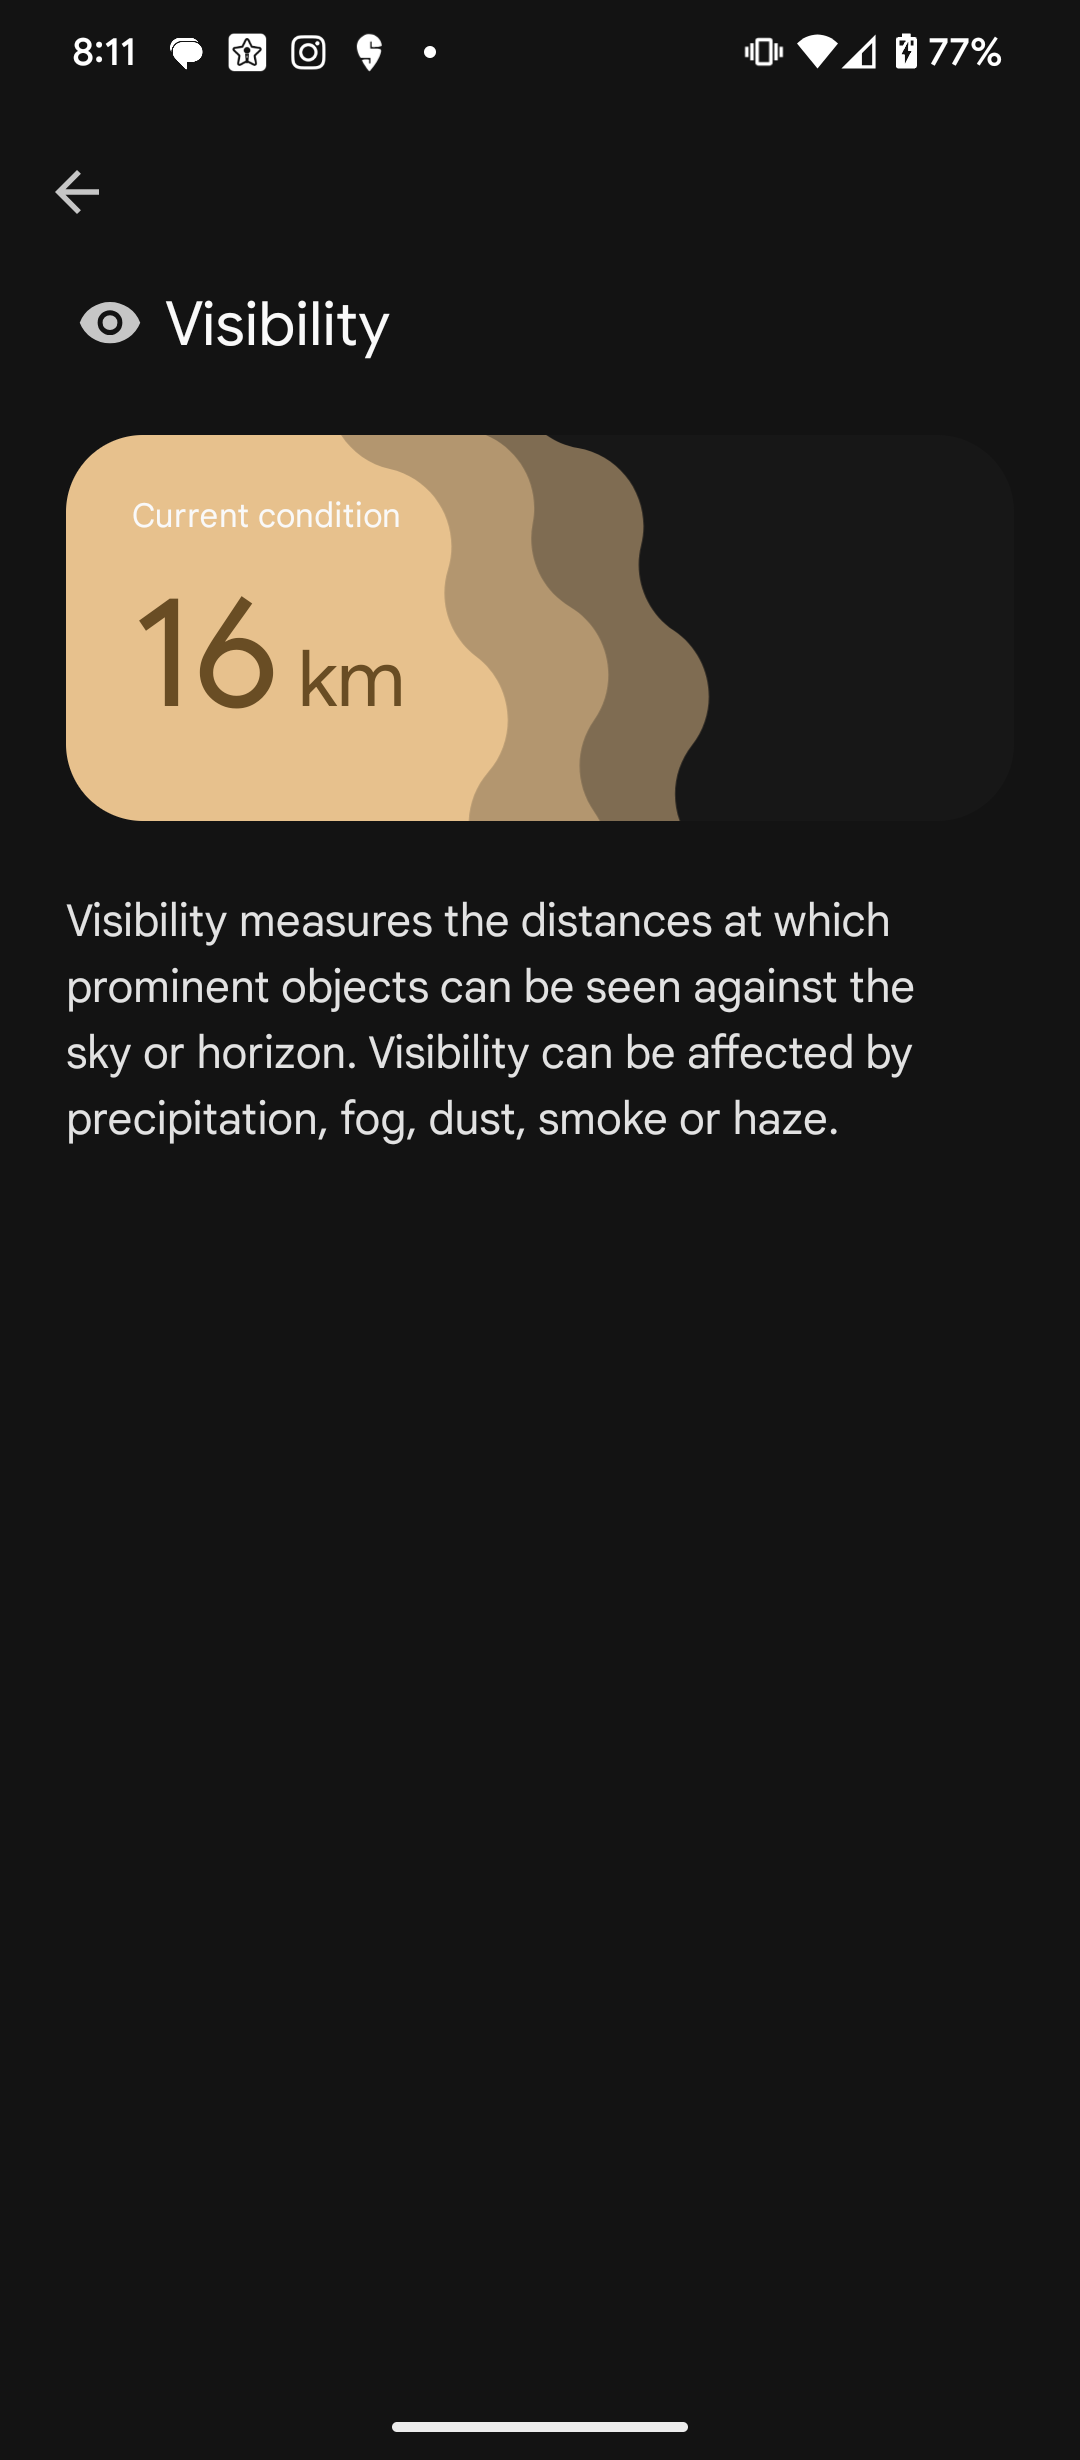 8:11 77%
Visibility
Current condition
16 km
Visibility measures the distances at which
prominent objects can be seen against the
sky or horizon. Visibility can be affected by
precipitation, fog, dust, smoke or haze.